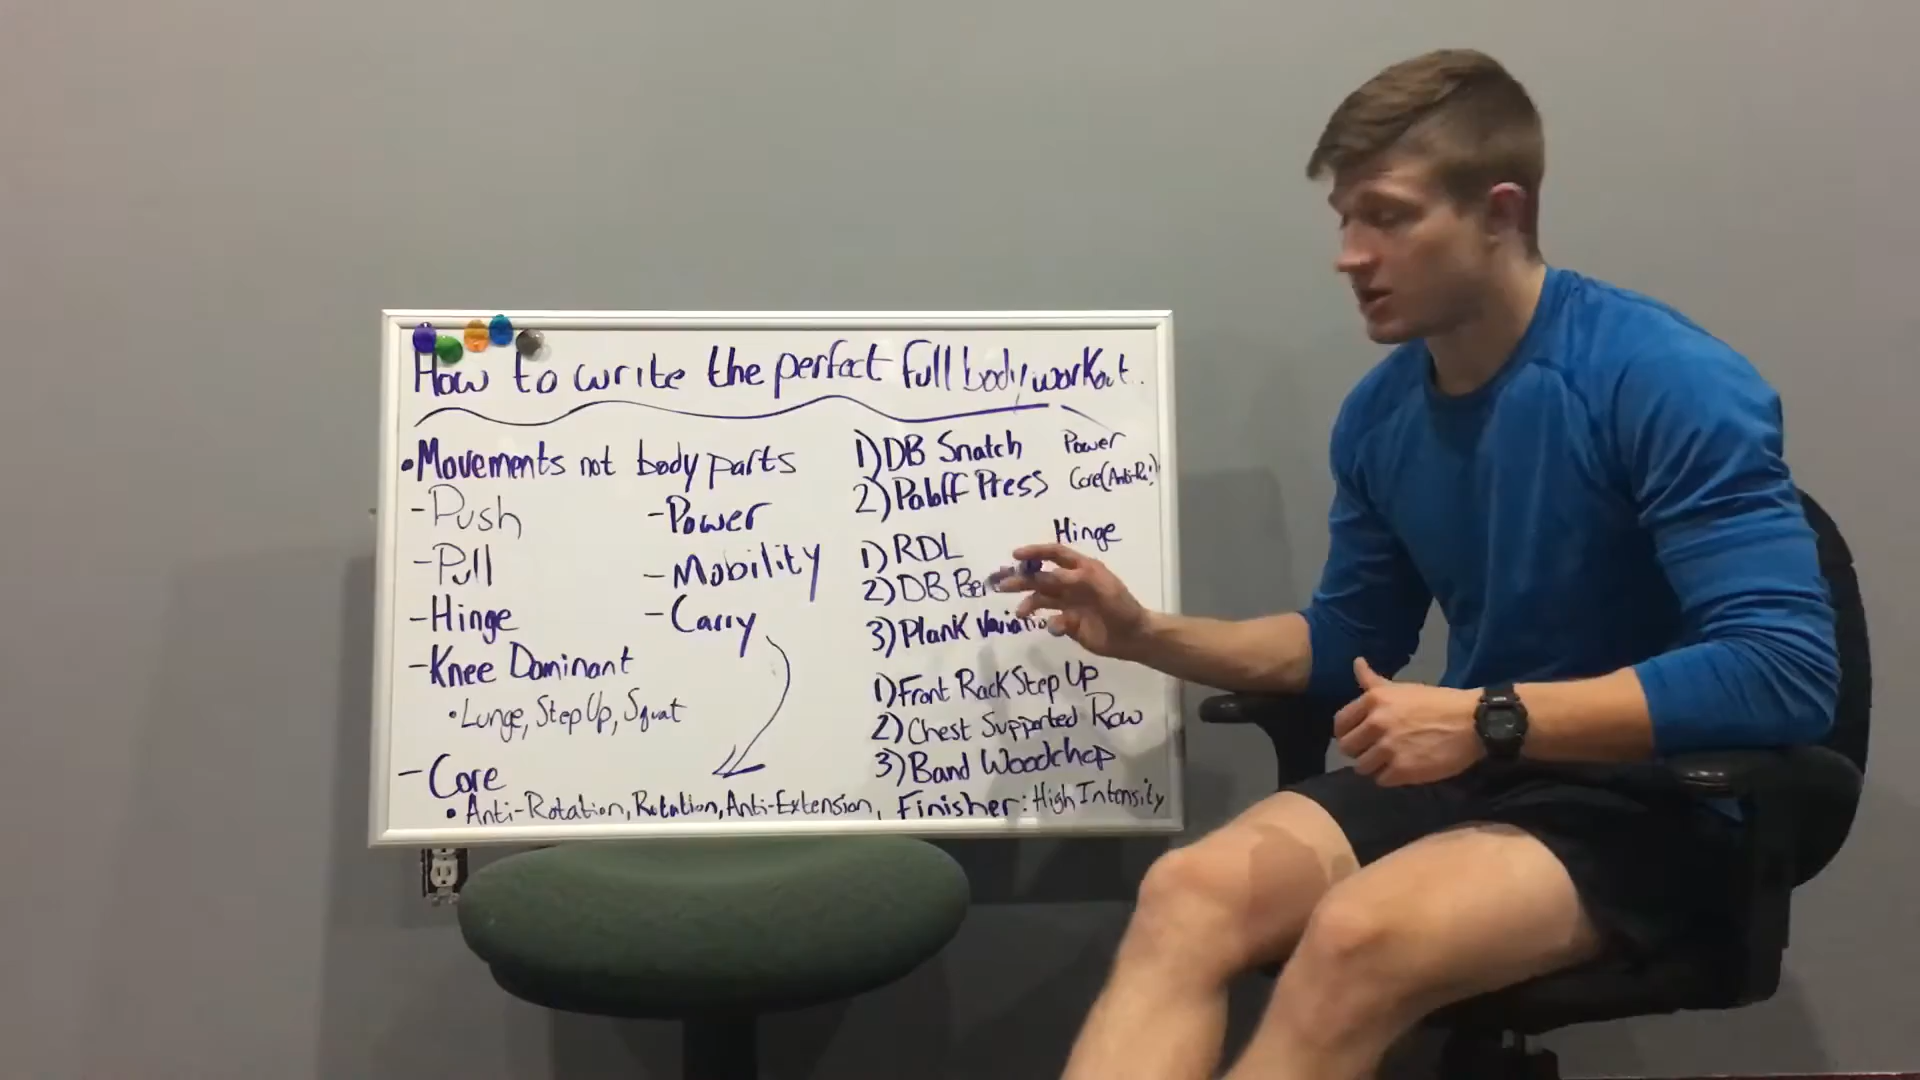 How to write the perfect full body workout.
•Movements not body parts
-Push
-Pull
-Hinge
-Knee Dominant
•Lunge, Step Up, Squat
-Power
-Mobility
-Carry
-Core
•Anti-Rotation, Rotation, Anti-Extension,
1) DB Snatch Power
2) Paloff Press Core
1) RDL Hinge
2) DB
3) Plank
1) Front Rack Step Up
2) Chest Supported Row
3) Band Woodchop
Finisher: High Intensity